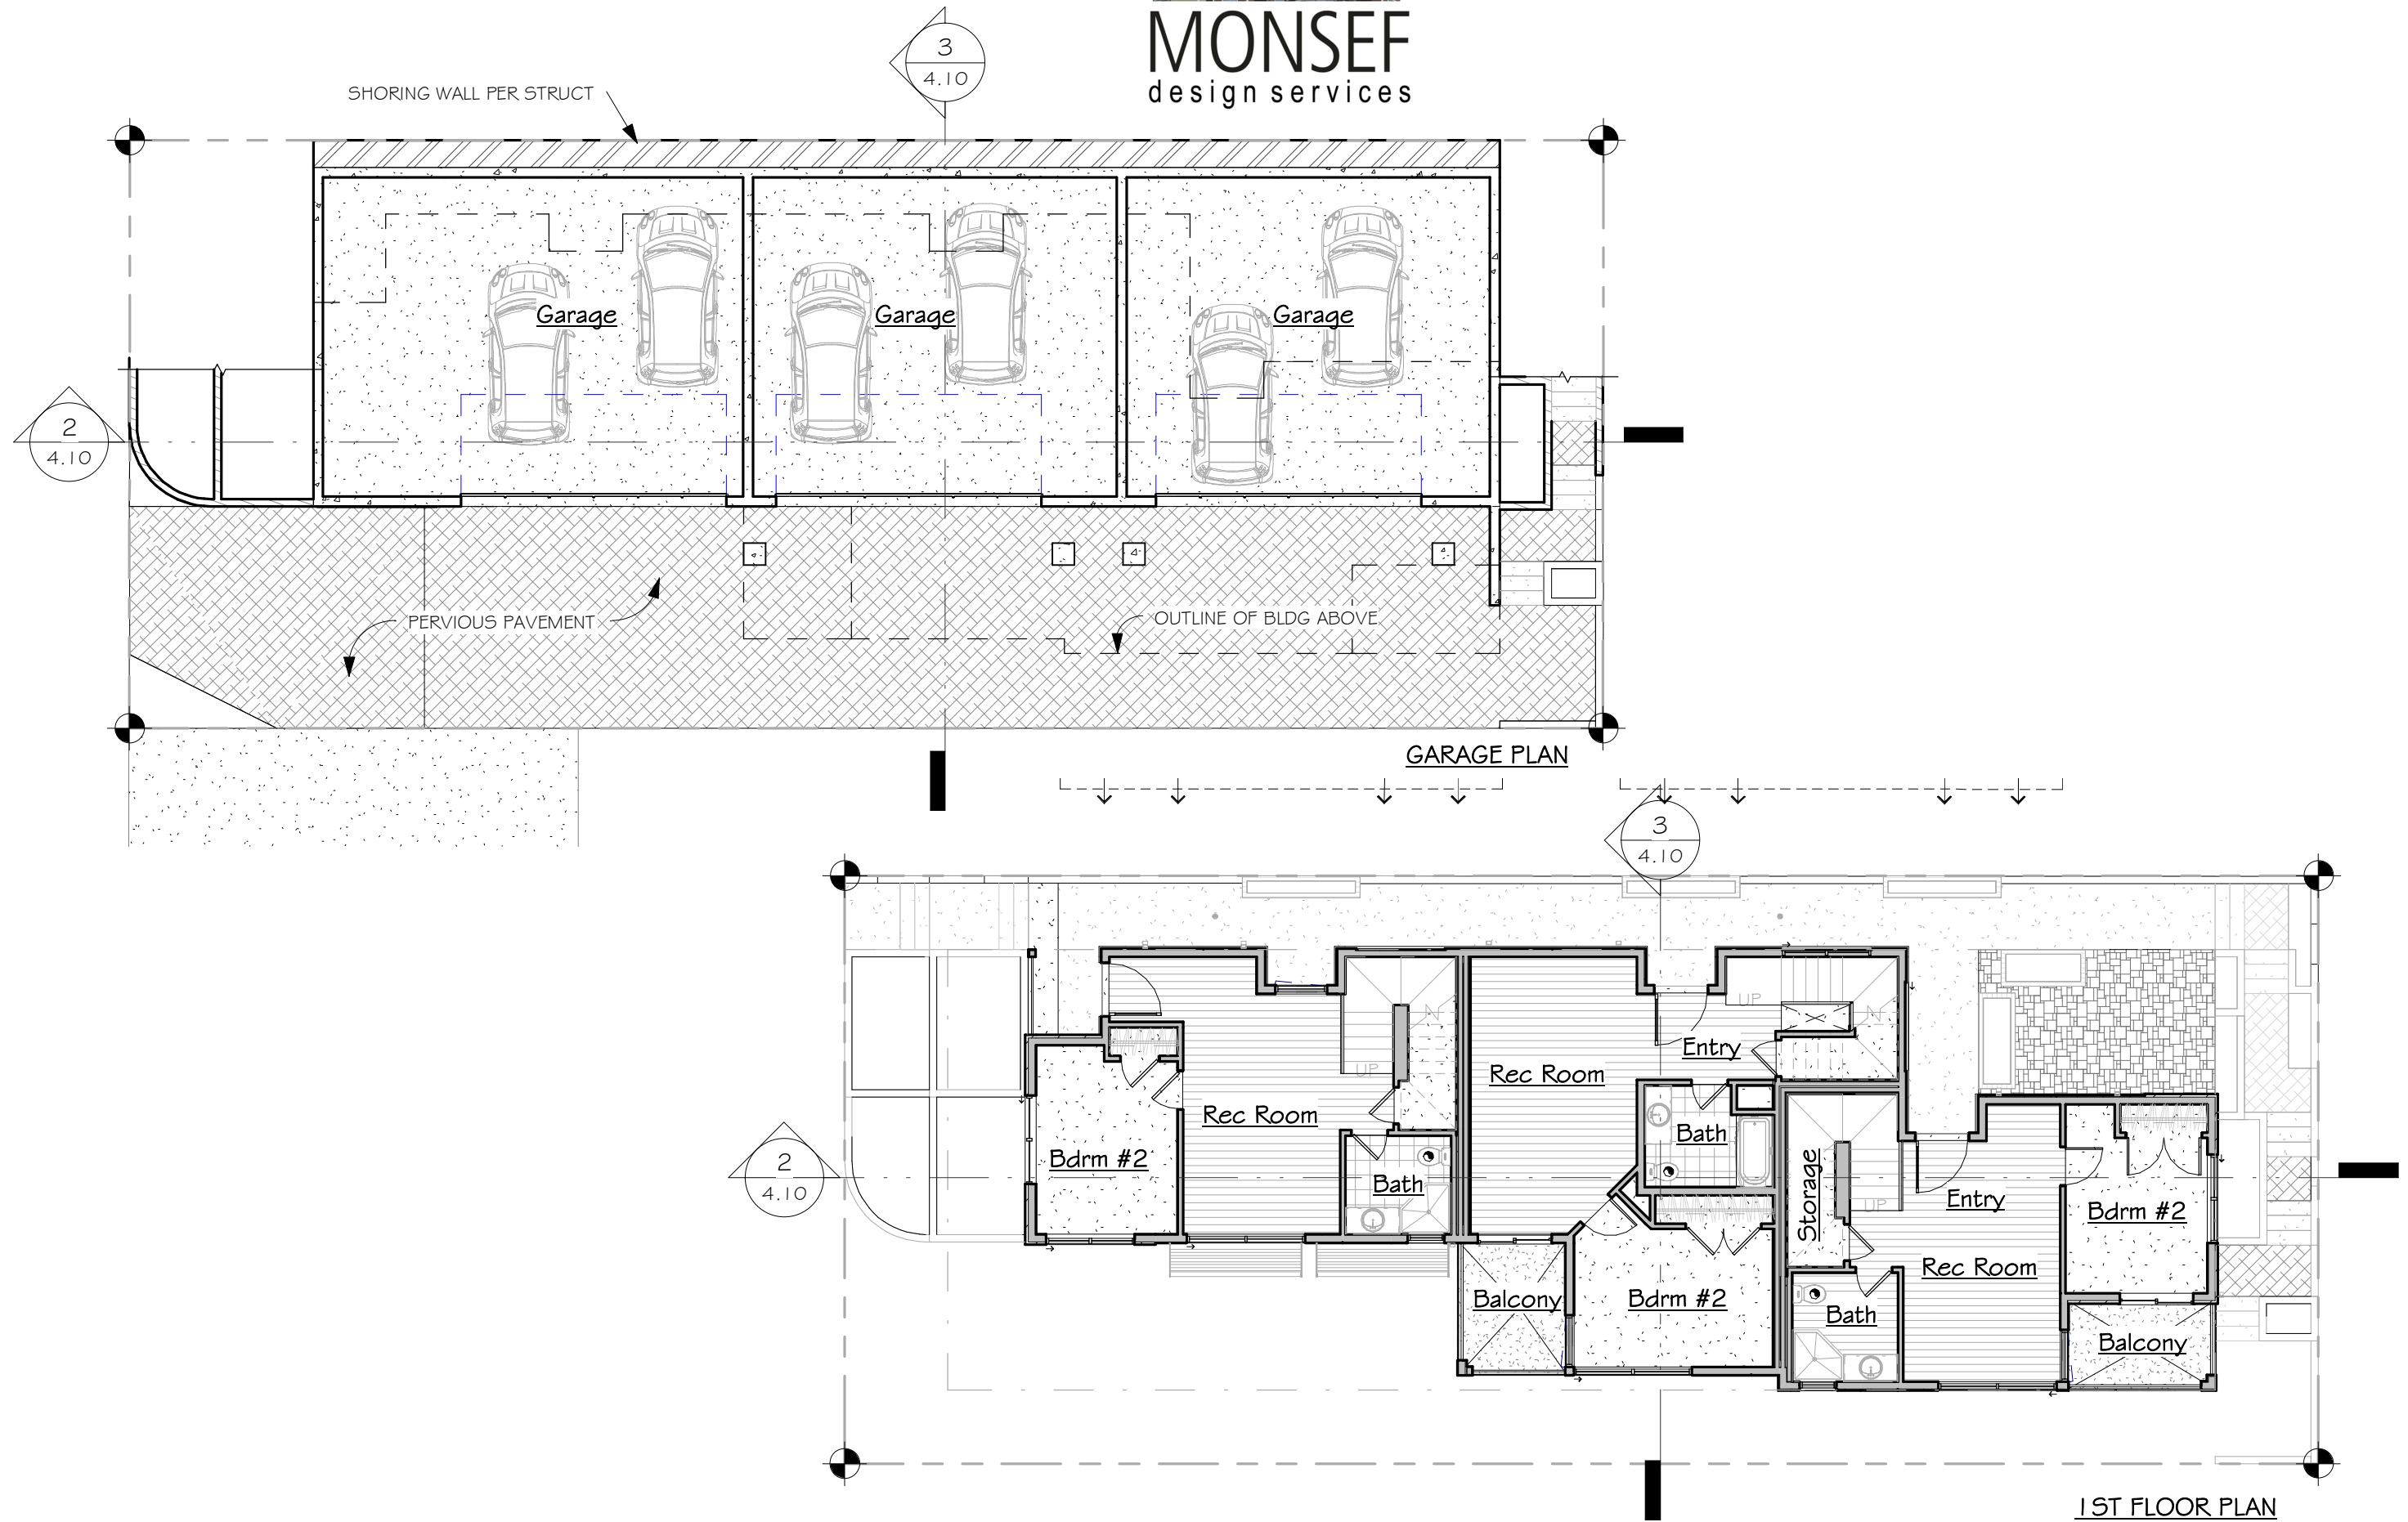 MONSEF
design services
3
4.10
SHORING WALL PER STRUCT
Garage
Garage
Garage
2
4.10
PERVIOUS PAVEMENT
OUTLINE OF BLDG ABOVE
GARAGE PLAN
3
4.10
UP
Entry
Rec Room
UP
Rec Room
Bath
Bdrm #2
2
4.10
Bath
Storage
UP
Entry
Bdrm #2
Rec Room
Balcony
Bdrm #2
Bath
Balcony
1ST FLOOR PLAN